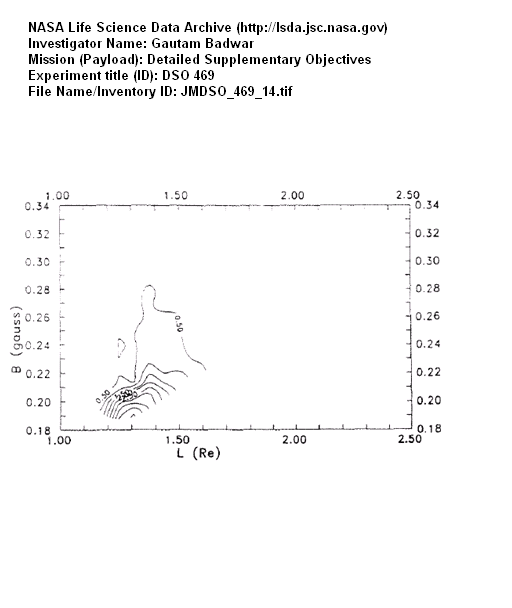 NASA Life Science Data Archive (http://lsda.jsc.nasa.gov)
Investigator Name: Gautam Badwar
Mission (Payload): Detailed Supplementary Objectives
Experiment title (ID): DSO 469
File Name/Inventory ID: JMDSO_469_14.tif
1.00 1.50 2.00 2.50
0.34 0.34
0.32 0.32
0.30 0.30
0.28 0.28
0.26 0.26
0.50
0.24 0.24
B (gauss)
0.22 0.22
0.50
0.20 0.20
0.18 0.18
1.00 1.50 2.00 2.50
L (Re)